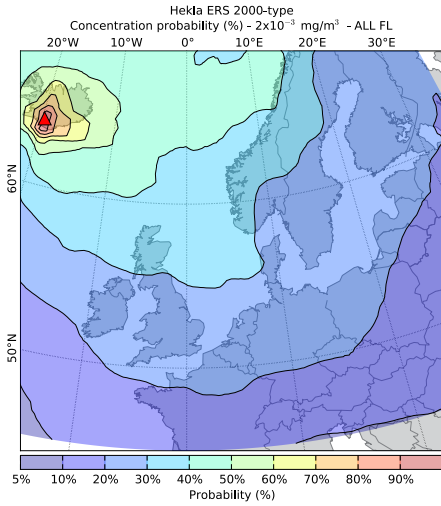 Hekla ERS 2000-type
Concentration probability (%) - 2x10⁻³ mg/m³ - ALL FL
20°W 10°W 0° 10°E 20°E 30°E
60°N
50°N
5% 10% 20% 30% 40% 50% 60% 70% 80% 90%
Probability (%)